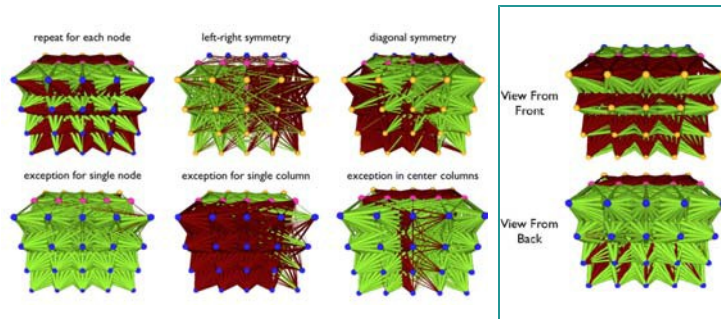 repeat for each node
left-right symmetry
diagonal symmetry
exception for single node
exception for single column
exception in center columns
View From
Front
View From
Back